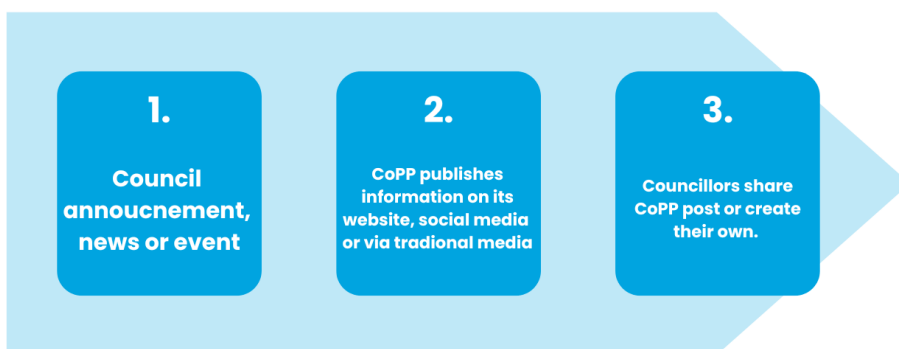 1.
Council
annoucnement,
news or event
2.
CoPP publishes
information on its
website, social media
or via tradional media
3.
Councillors share
CoPP post or create
their own.